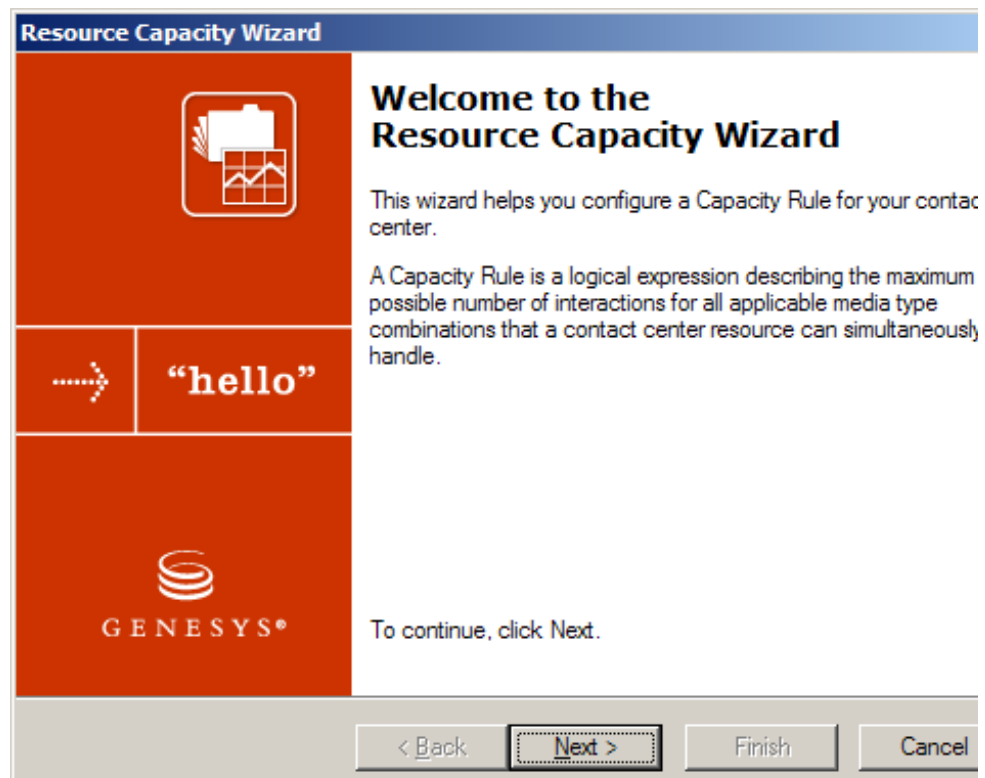 Resource Capacity Wizard
Welcome to the
Resource Capacity Wizard
This wizard helps you configure a Capacity Rule for your contac
center.
A Capacity Rule is a logical expression describing the maximum
possible number of interactions for all applicable media type
combinations that a contact center resource can simultaneously
handle.
“hello”
GENESYS®
To continue, click Next.
< Back
Next >
Finish
Cancel